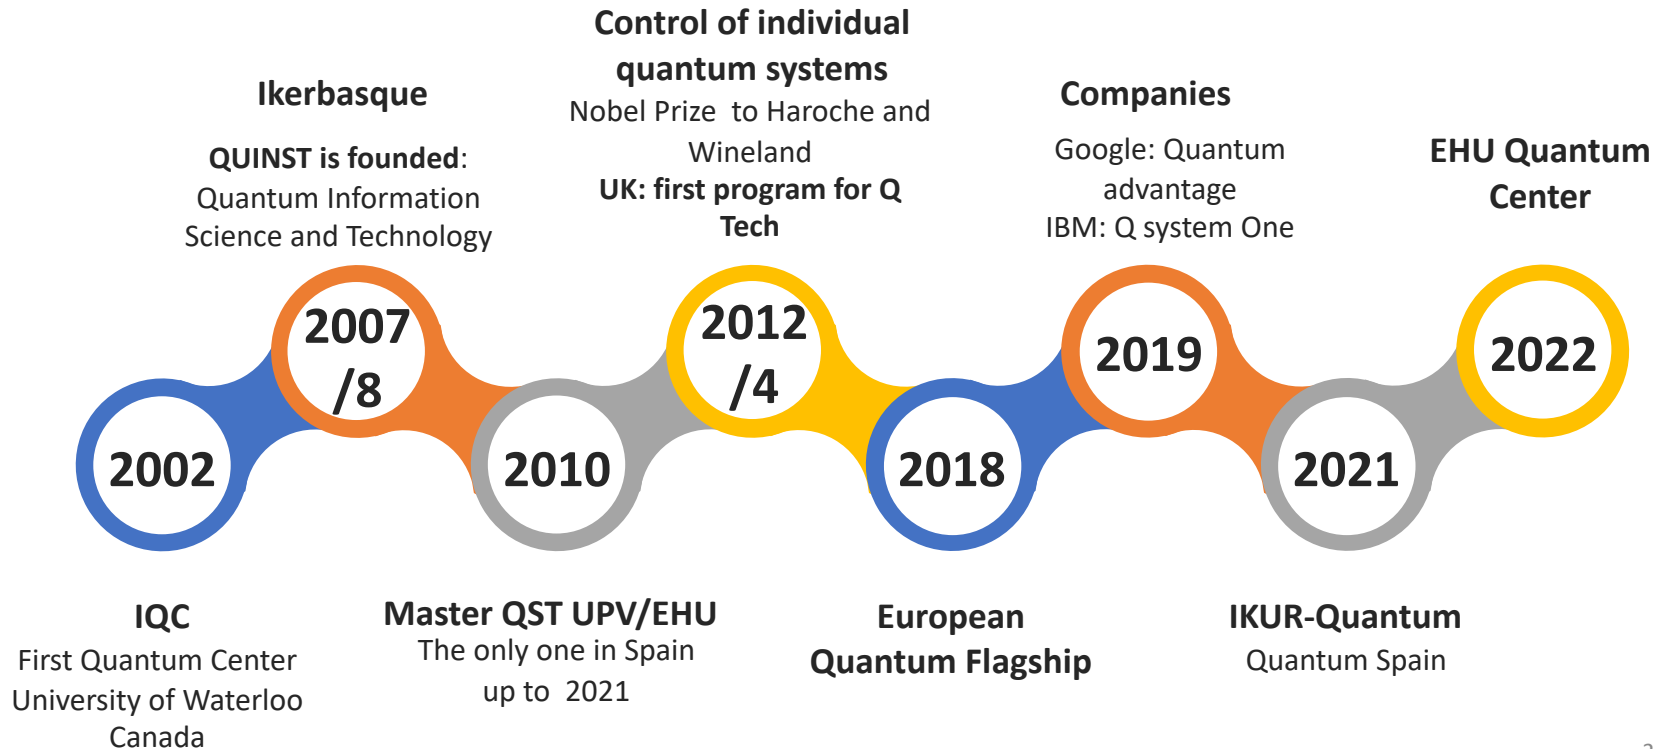 Control of individual
quantum systems
Nobel Prize to Haroche and
Wineland
UK: first program for Q
Tech
Ikerbasque
QUINST is founded:
Quantum Information
Science and Technology
Companies
Google: Quantum
advantage
IBM: Q system One
EHU Quantum
Center
2007
/8
2012
/4
2019
2022
2002
2010
2018
2021
IQC
First Quantum Center
University of Waterloo
Canada
Master QST UPV/EHU
The only one in Spain
up to 2021
European
Quantum Flagship
IKUR-Quantum
Quantum Spain